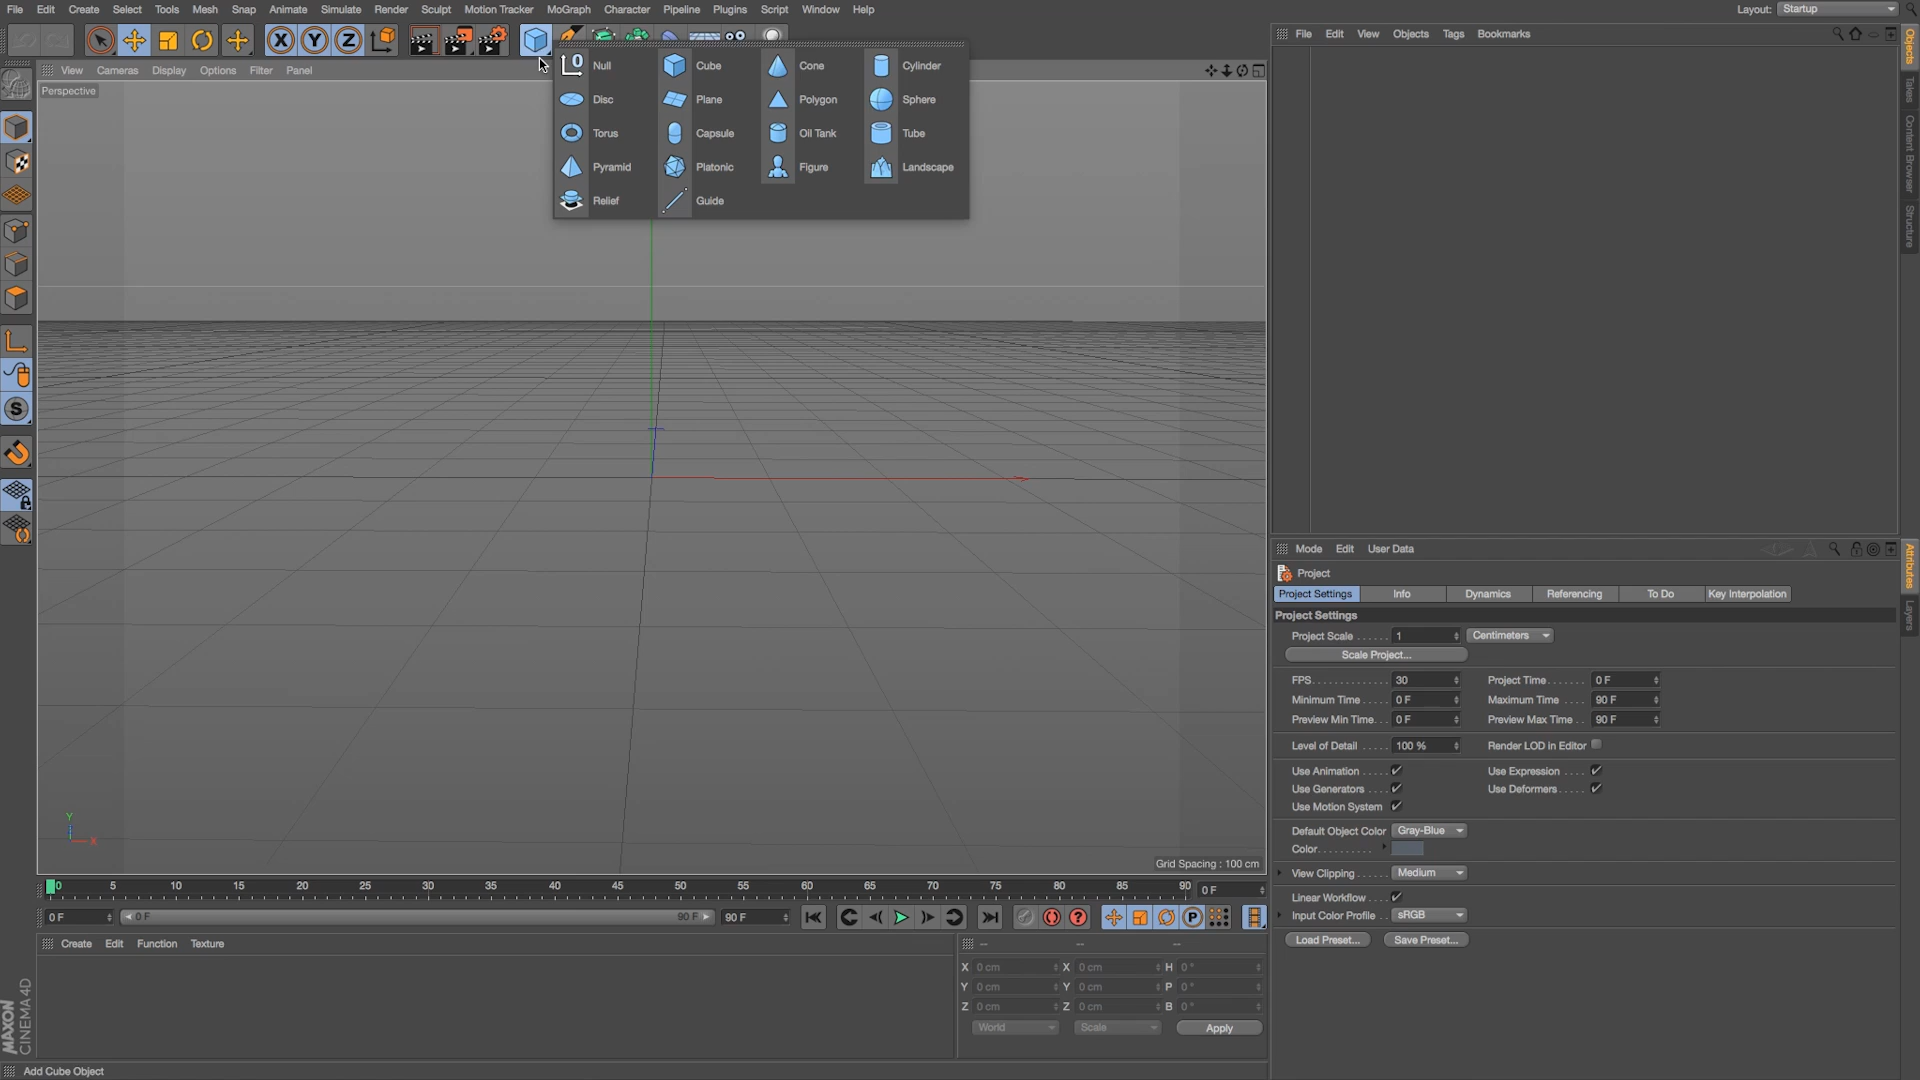 File Edit Create Select Tools Mesh Snap Animate Simulate Render Sculpt Motion Tracker MoGraph Character Pipeline Plugins Script Window Help
Layout: Startup
X Y Z
File Edit View Objects Tags Bookmarks
Objects
Takes
Content Browser
Structure
View Cameras Display Options Filter Panel
Perspective
0 Null Cube Cone Cylinder
Disc Plane Polygon Sphere
Torus Capsule Oil Tank Tube
Pyramid Platonic Figure Landscape
Relief Guide
S
Y
X
Grid Spacing : 100 cm
0 5 10 15 20 25 30 35 40 45 50 55 60 65 70 75 80 85 90 0 F
0 F 0 F 90 F 90 F ? P
Create Edit Function Texture
-- -- --
X 0 cm X 0 cm H 0 °
Y 0 cm Y 0 cm P 0 °
Z 0 cm Z 0 cm B 0 °
World Scale Apply
MAXON
CINEMA 4D
Add Cube Object
Mode Edit User Data
Attributes
Layers
Project
Project Settings Info Dynamics Referencing To Do Key Interpolation
Project Settings
Project Scale ...... 1 Centimeters
Scale Project...
FPS............. 30 Project Time....... 0 F
Minimum Time ..... 0 F Maximum Time .... 90 F
Preview Min Time... 0 F Preview Max Time .. 90 F
Level of Detail ..... 100 % Render LOD in Editor
Use Animation .... Use Expression ....
Use Generators ... Use Deformers.....
Use Motion System
Default Object Color Gray-Blue
Color..........
View Clipping...... Medium
Linear Workflow...
Input Color Profile .. sRGB
Load Preset... Save Preset...